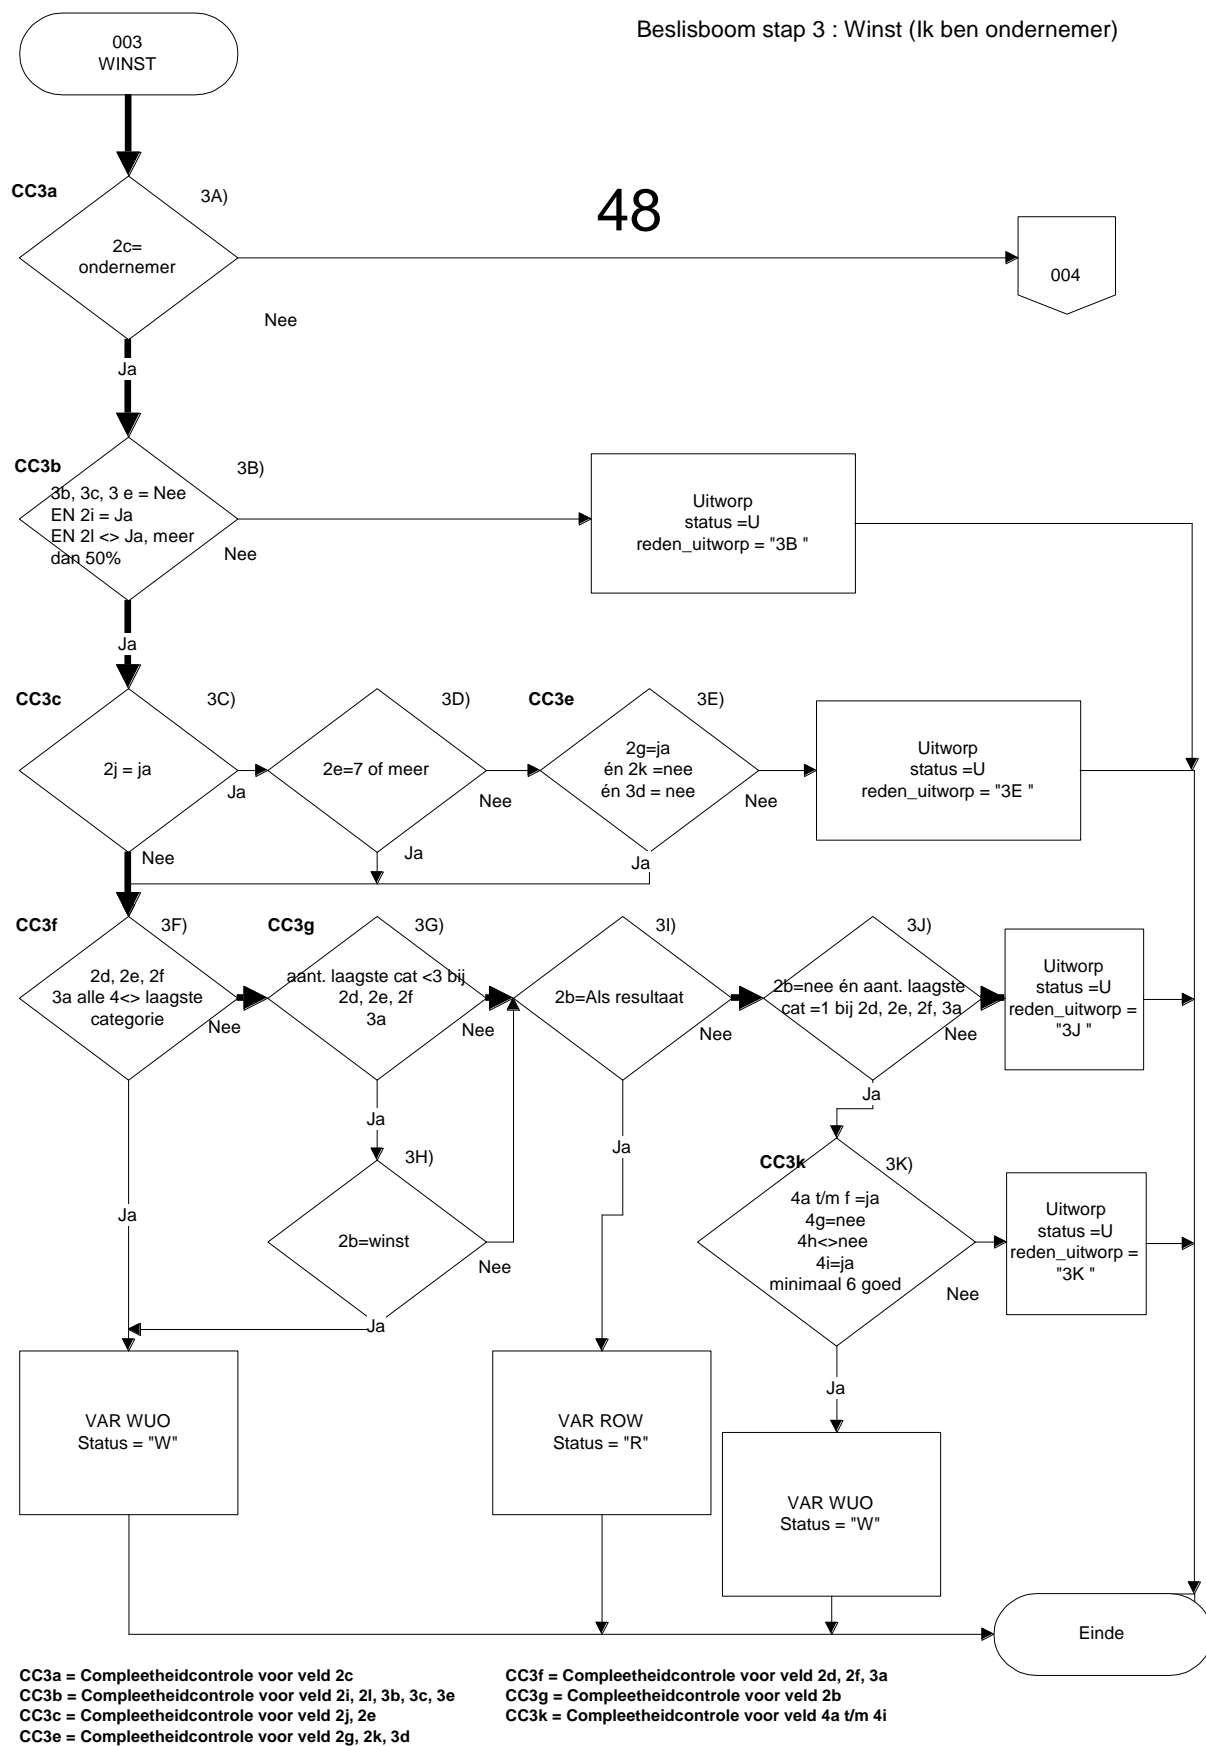 Beslisboom stap 3 : Winst (Ik ben ondernemer)
003
WINST
CC3a
3A)
2c=
ondernemer
48
004
Nee
Ja
CC3b
3B)
3b, 3c, 3 e = Nee
EN 2i = Ja
EN 2l <> Ja, meer
dan 50%
Nee
Uitworp
status =U
reden_uitworp = "3B "
Ja
CC3c
3C)
2j = ja
Ja
Nee
3D)
2e=7 of meer
Nee
Ja
CC3e
3E)
2g=ja
én 2k =nee
én 3d = nee
Nee
Ja
Uitworp
status =U
reden_uitworp = "3E "
CC3f
3F)
2d, 2e, 2f
3a alle 4<> laagste
categorie
Nee
Ja
CC3g
3G)
aant. laagste cat <3 bij
2d, 2e, 2f
3a
Nee
Ja
3H)
2b=winst
Nee
Ja
3I)
2b=Als resultaat
Nee
Ja
3J)
2b=nee én aant. laagste
cat =1 bij 2d, 2e, 2f, 3a
Nee
Ja
Uitworp
status =U
reden_uitworp =
"3J "
CC3k
3K)
4a t/m f =ja
4g=nee
4h<>nee
4i=ja
minimaal 6 goed
Nee
Ja
Uitworp
status =U
reden_uitworp =
"3K "
VAR WUO
Status = "W"
VAR ROW
Status = "R"
VAR WUO
Status = "W"
Einde
CC3a = Compleetheidcontrole voor veld 2c
CC3b = Compleetheidcontrole voor veld 2i, 2l, 3b, 3c, 3e
CC3c = Compleetheidcontrole voor veld 2j, 2e
CC3e = Compleetheidcontrole voor veld 2g, 2k, 3d
CC3f = Compleetheidcontrole voor veld 2d, 2f, 3a
CC3g = Compleetheidcontrole voor veld 2b
CC3k = Compleetheidcontrole voor veld 4a t/m 4i